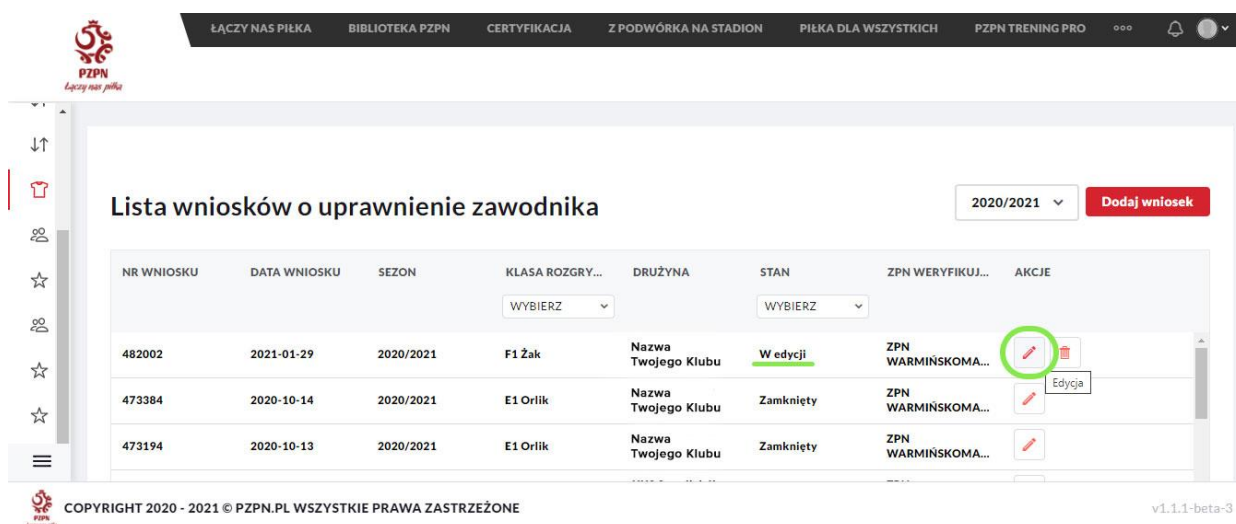 ŁĄCZY NAS PIŁKA BIBLIOTEKA PZPN CERTYFIKACJA Z PODWÓRKA NA STADION PIŁKA DLA WSZYSTKICH PZPN TRENING PRO
PZPN
Łączy nas piłka
Lista wniosków o uprawnienie zawodnika
2020/2021
Dodaj wniosek
NR WNIOSKU DATA WNIOSKU SEZON KLASA ROZGRY... DRUŻYNA STAN ZPN WERYFIKUJ... AKCJE
WYBIERZ WYBIERZ
482002 2021-01-29 2020/2021 F1 Żak Nazwa Twojego Klubu W edycji ZPN WARMIŃSKOMA...
Edycja
473384 2020-10-14 2020/2021 E1 Orlik Nazwa Twojego Klubu Zamknięty ZPN WARMIŃSKOMA...
473194 2020-10-13 2020/2021 E1 Orlik Nazwa Twojego Klubu Zamknięty ZPN WARMIŃSKOMA...
PZPN
COPYRIGHT 2020 - 2021 © PZPN.PL WSZYSTKIE PRAWA ZASTRZEŻONE
v1.1.1-beta-3